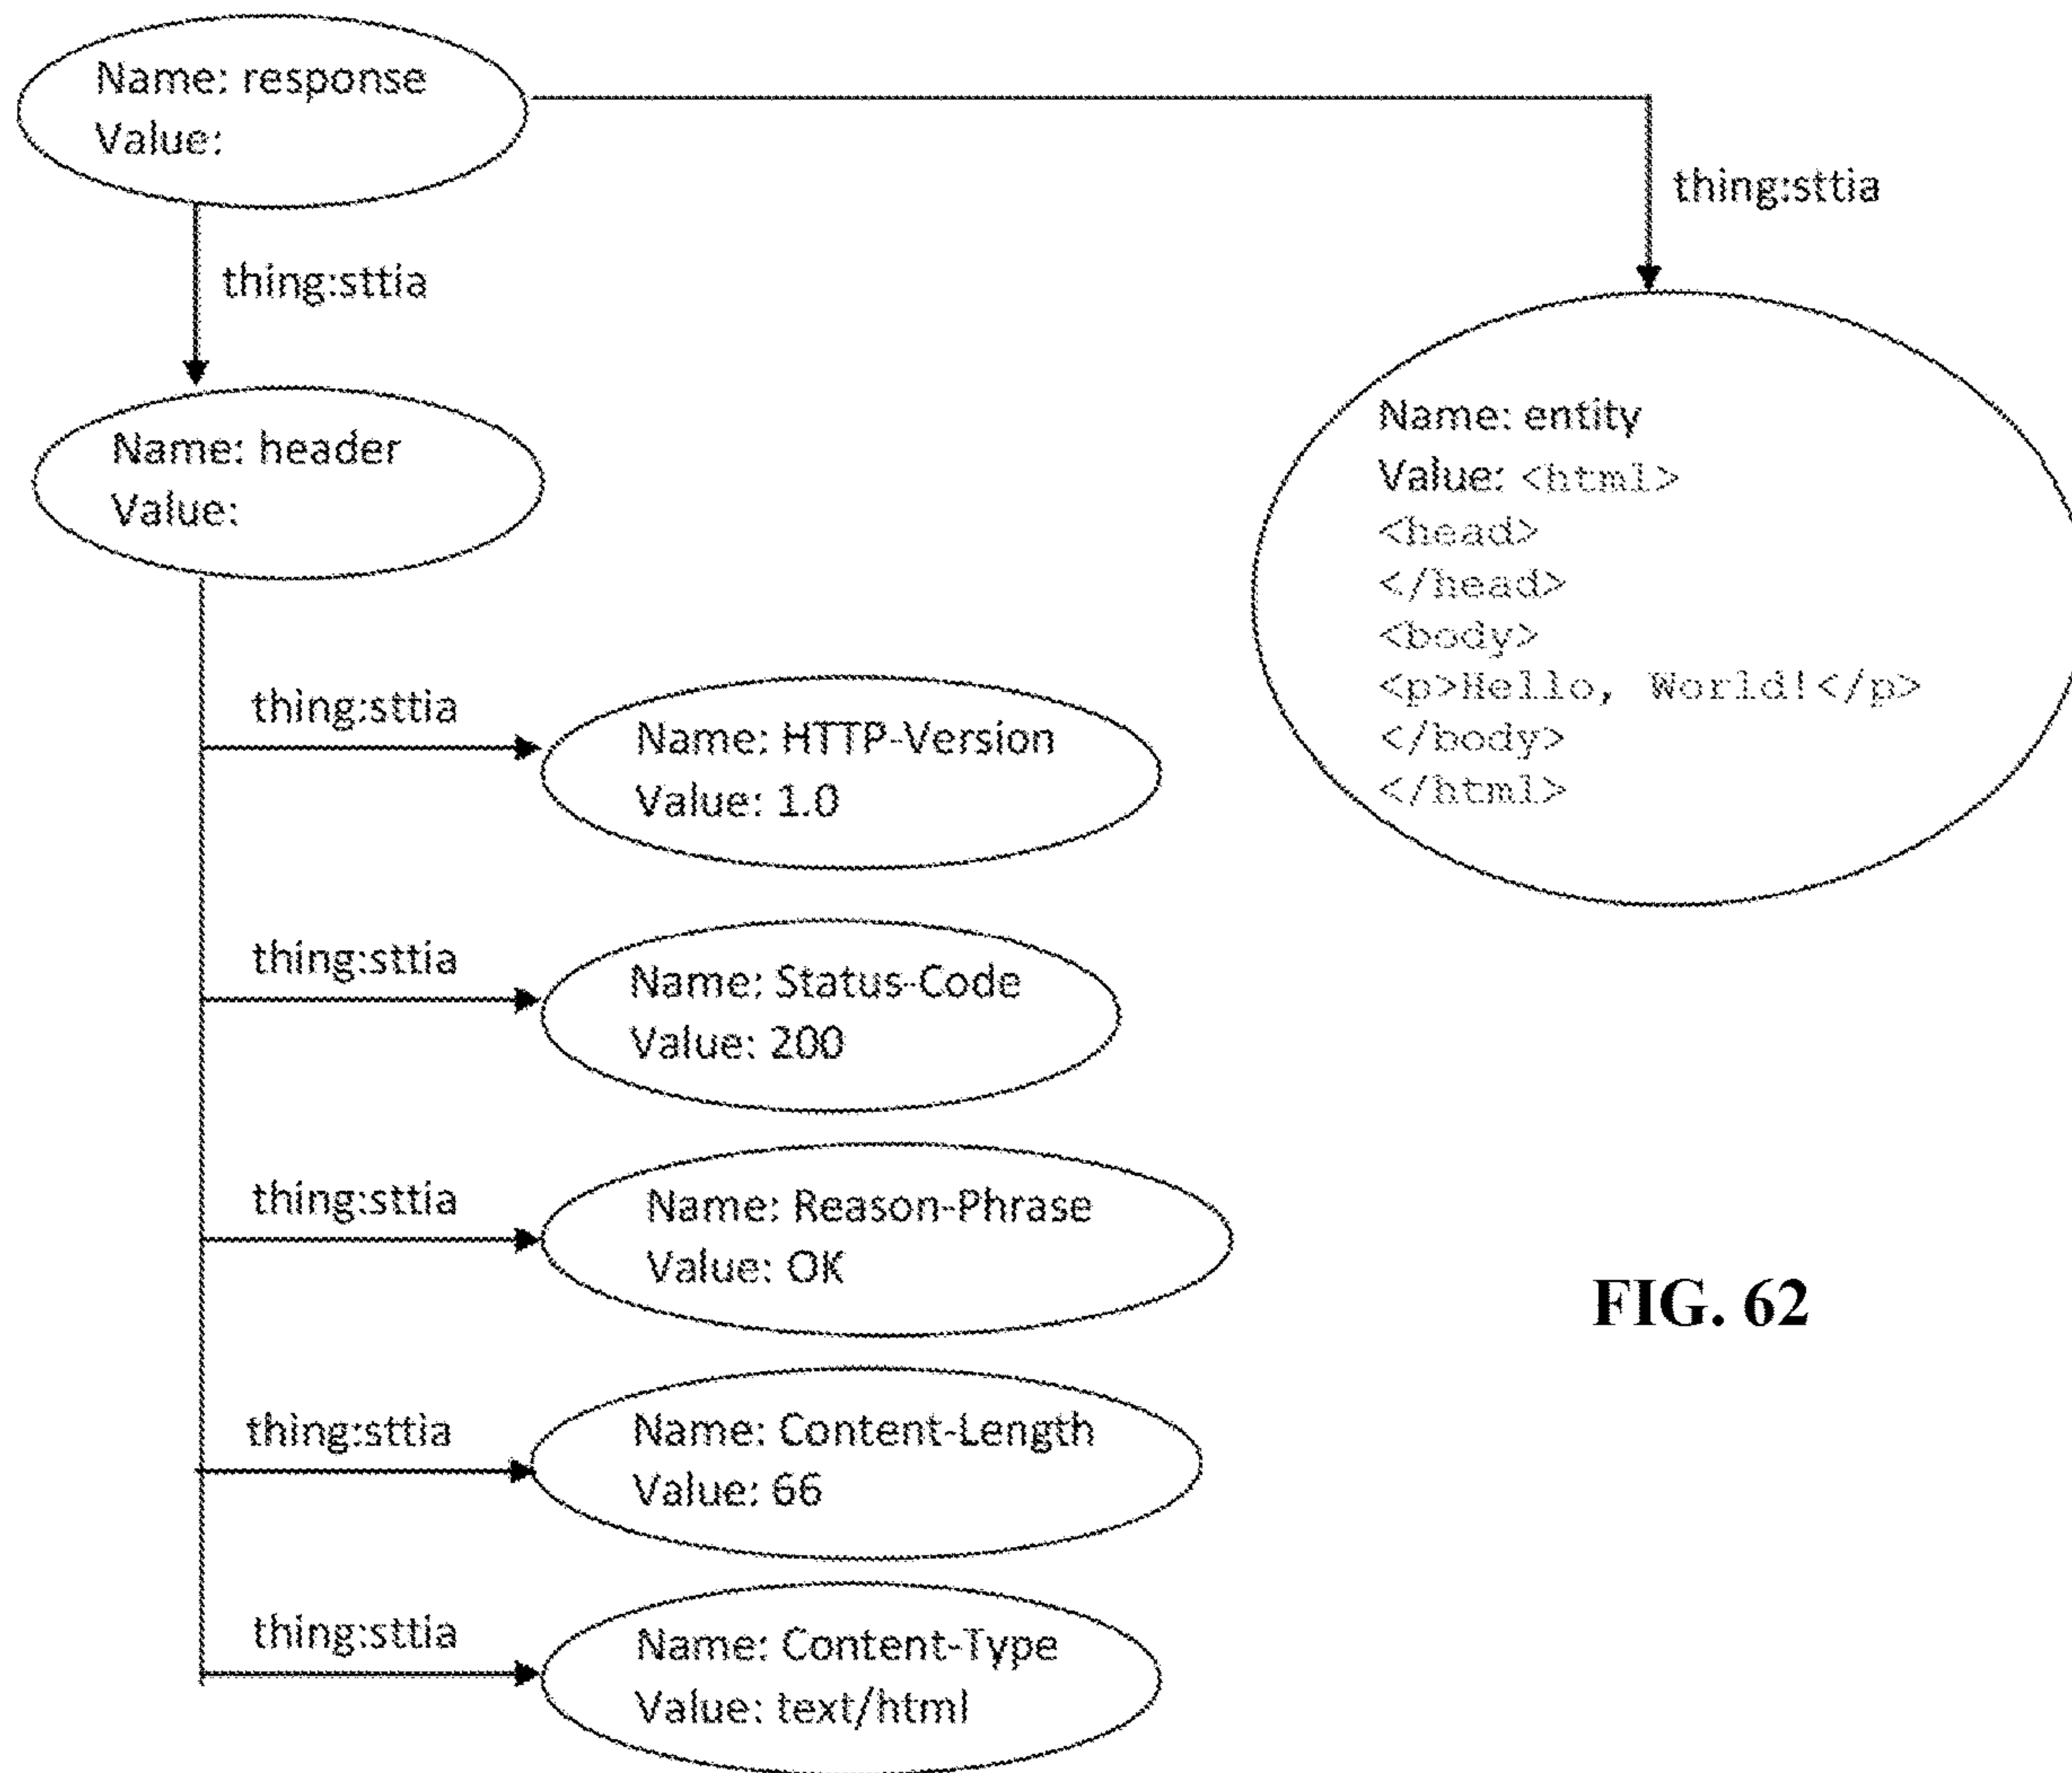 Name: response
Value:
thing:sttia
thing:sttia
Name: header
Value:
Name: entity
Value: <html>
<head>
</head>
<body>
<p>Hello, World!</p>
</body>
</html>
thing:sttia
Name: HTTP-Version
Value: 1.0
thing:sttia
Name: Status-Code
Value: 200
thing:sttia
Name: Reason-Phrase
Value: OK
thing:sttia
Name: Content-Length
Value: 66
thing:sttia
Name: Content-Type
Value: text/html
FIG. 62